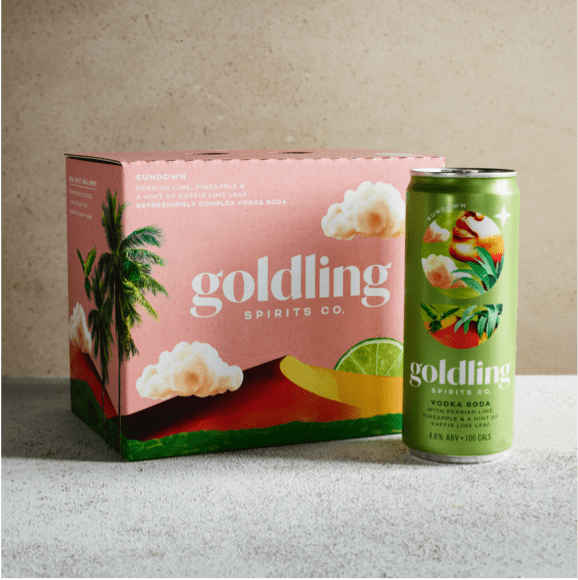 SUNDOWN
PERSIAN LIME, PINEAPPLE &
A HINT OF KAFFIR LIME LEAF
REFRESHINGLY COMPLEX VODKA SODA
goldling
SPIRITS CO.
SUNDOWN
goldling
SPIRITS CO.
VODKA SODA
WITH PERSIAN LIME,
PINEAPPLE & A HINT OF
KAFFIR LIME LEAF
4.6% ABV • 100 CALS